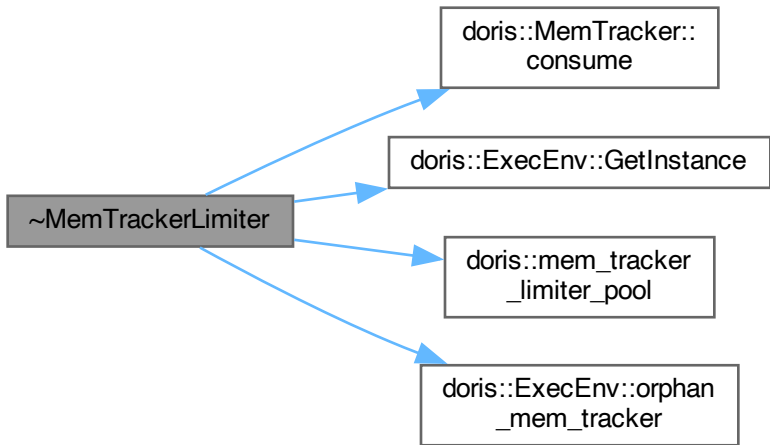 doris::MemTracker::
consume
doris::ExecEnv::GetInstance
~MemTrackerLimiter
doris::mem_tracker
_limiter_pool
doris::ExecEnv::orphan
_mem_tracker